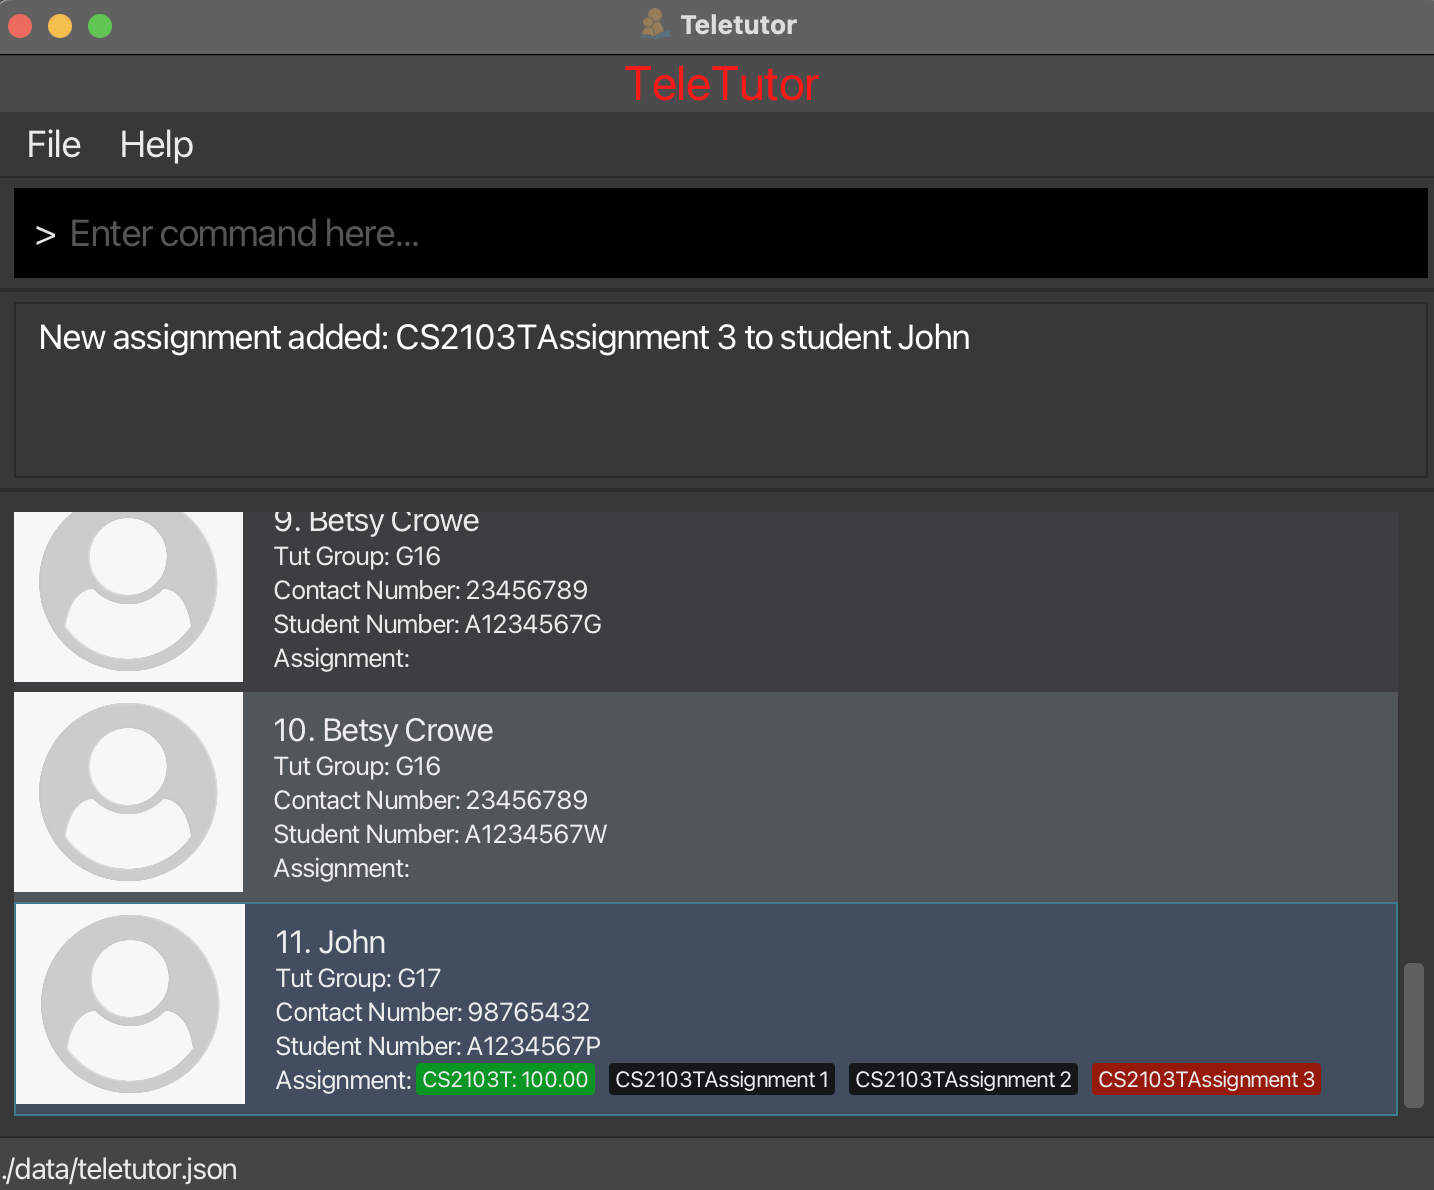 Teletutor
TeleTutor
File Help
> Enter command here...
New assignment added: CS2103TAssignment 3 to student John
9. Betsy Crowe
Tut Group: G16
Contact Number: 23456789
Student Number: A1234567G
Assignment:
10. Betsy Crowe
Tut Group: G16
Contact Number: 23456789
Student Number: A1234567W
Assignment:
11. John
Tut Group: G17
Contact Number: 98765432
Student Number: A1234567P
Assignment: CS2103T: 100.00 CS2103TAssignment 1 CS2103TAssignment 2 CS2103TAssignment 3
./data/teletutor.json